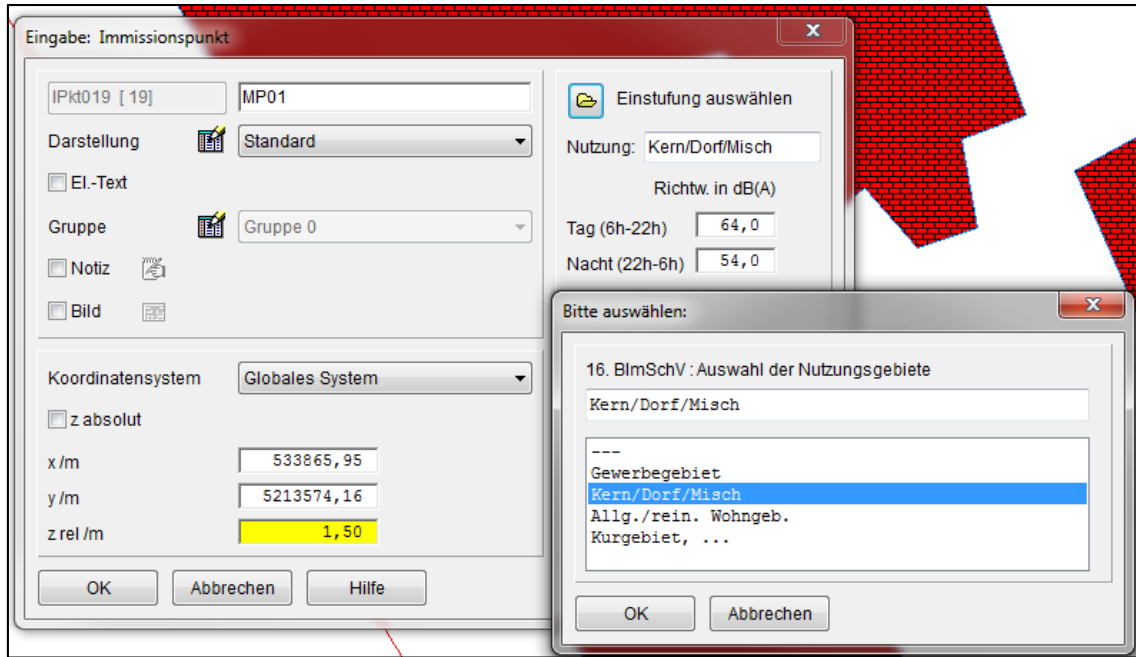 Eingabe: Immissionspunkt
IPkt019 [ 19]
MP01
Darstellung
Standard
El.-Text
Gruppe
Gruppe 0
Notiz
Bild
Koordinatensystem
Globales System
z absolut
x /m
533865,95
y /m
5213574,16
z rel /m
1,50
OK
Abbrechen
Hilfe
Einstufung auswählen
Nutzung:
Kern/Dorf/Misch
Richtw. in dB(A)
Tag (6h-22h)
64,0
Nacht (22h-6h)
54,0
Bitte auswählen:
16. BImSchV : Auswahl der Nutzungsgebiete
Kern/Dorf/Misch
---
Gewerbegebiet
Kern/Dorf/Misch
Allg./rein. Wohngeb.
Kurgebiet, ...
OK
Abbrechen